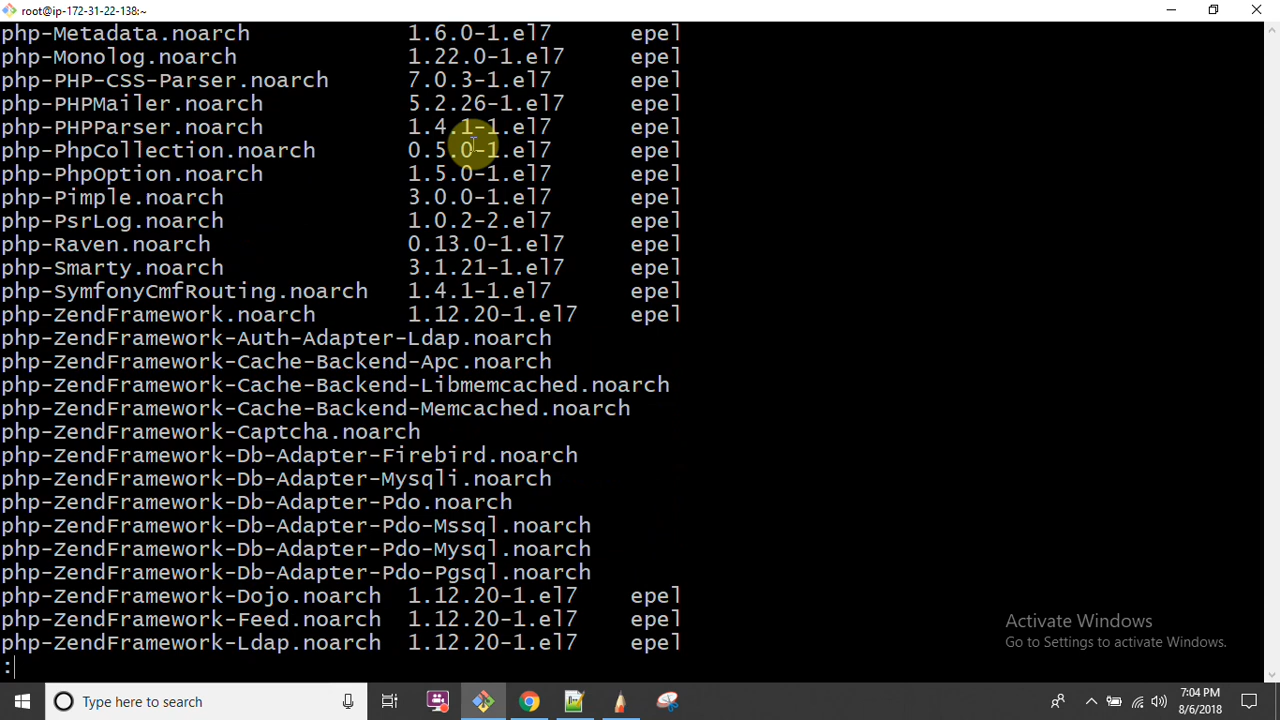 root@ip-172-31-22-138:~
php-Metadata.noarch 1.6.0-1.el7 epel
php-Monolog.noarch 1.22.0-1.el7 epel
php-PHP-CSS-Parser.noarch 7.0.3-1.el7 epel
php-PHPMailer.noarch 5.2.26-1.el7 epel
php-PHPParser.noarch 1.4.1-1.el7 epel
php-PhpCollection.noarch 0.5.0-1.el7 epel
php-PhpOption.noarch 1.5.0-1.el7 epel
php-Pimple.noarch 3.0.0-1.el7 epel
php-PsrLog.noarch 1.0.2-2.el7 epel
php-Raven.noarch 0.13.0-1.el7 epel
php-Smarty.noarch 3.1.21-1.el7 epel
php-SymfonyCmfRouting.noarch 1.4.1-1.el7 epel
php-ZendFramework.noarch 1.12.20-1.el7 epel
php-ZendFramework-Auth-Adapter-Ldap.noarch
php-ZendFramework-Cache-Backend-Apc.noarch
php-ZendFramework-Cache-Backend-Libmemcached.noarch
php-ZendFramework-Cache-Backend-Memcached.noarch
php-ZendFramework-Captcha.noarch
php-ZendFramework-Db-Adapter-Firebird.noarch
php-ZendFramework-Db-Adapter-Mysqli.noarch
php-ZendFramework-Db-Adapter-Pdo.noarch
php-ZendFramework-Db-Adapter-Pdo-Mssql.noarch
php-ZendFramework-Db-Adapter-Pdo-Mysql.noarch
php-ZendFramework-Db-Adapter-Pdo-Pgsql.noarch
php-ZendFramework-Dojo.noarch 1.12.20-1.el7 epel
php-ZendFramework-Feed.noarch 1.12.20-1.el7 epel
php-ZendFramework-Ldap.noarch 1.12.20-1.el7 epel
:
Activate Windows
Go to Settings to activate Windows.
Type here to search
7:04 PM
8/6/2018